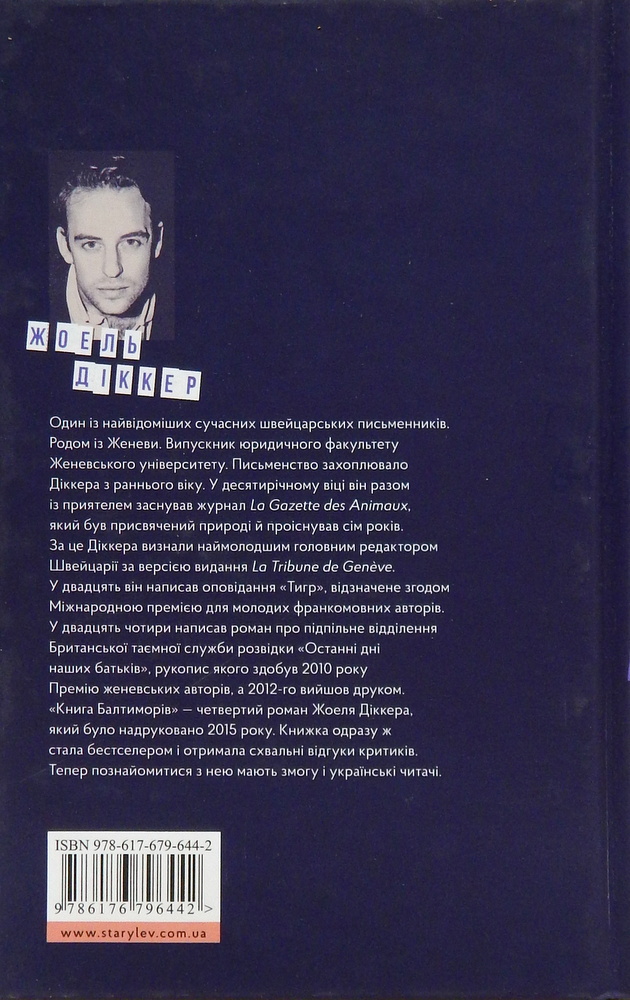 ЖОЕЛЬ
ДІККЕР
Один із найвідоміших сучасних швейцарських письменників.
Родом із Женеви. Випускник юридичного факультету
Женевського університету. Письменство захоплювало
Діккера з раннього віку. У десятирічному віці він разом
із приятелем заснував журнал La Gazette des Animaux,
який був присвячений природі й проіснував сім років.
За це Діккера визнали наймолодшим головним редактором
Швейцарії за версією видання La Tribune de Genève.
У двадцять він написав оповідання «Тигр», відзначене згодом
Міжнародною премією для молодих франкомовних авторів.
У двадцять чотири написав роман про підпільне відділення
Британської таємної служби розвідки «Останні дні
наших батьків», рукопис якого здобув 2010 року
Премію женевських авторів, а 2012-го вийшов друком.
«Книга Балтиморів» — четвертий роман Жоеля Діккера,
який було надруковано 2015 року. Книжка одразу ж
стала бестселером і отримала схвальні відгуки критиків.
Тепер познайомитися з нею мають змогу і українські читачі.
ISBN 978-617-679-644-2
9 786176 796442 >
www.starylev.com.ua